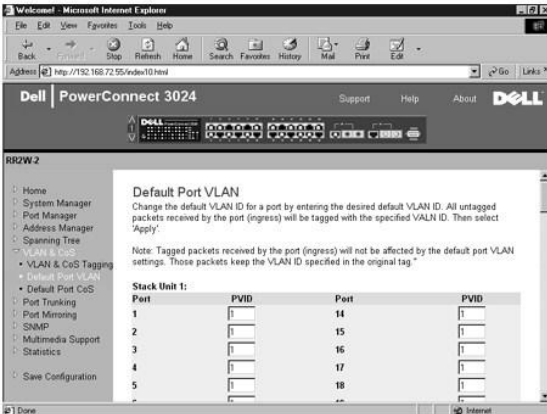 Welcome! - Microsoft Internet Explorer
File Edit View Favorites Tools Help
Back Forward Stop Refresh Home Search Favorites History Mail Print Edit
Address http://192.168.72.55/index10.html Go Links
Dell | PowerConnect 3024
Support Help About DELL
DELL
RR2W-2
Home
System Manager
Port Manager
Address Manager
Spanning Tree
VLAN & CoS
VLAN & CoS Tagging
Default Port VLAN
Default Port CoS
Port Trunking
Port Mirroring
SNMP
Multimedia Support
Statistics
Save Configuration
Default Port VLAN
Change the default VLAN ID for a port by entering the desired default VLAN ID. All untagged
packets received by the port (ingress) will be tagged with the specified VALN ID. Then select
'Apply'.
Note: Tagged packets received by the port (ingress) will not be affected by the default port VLAN
settings. Those packets keep the VLAN ID specified in the original tag."
Stack Unit 1:
Port PVID Port PVID
1 1 14 1
2 1 15 1
3 1 16 1
4 1 17 1
5 1 18 1
Done Internet